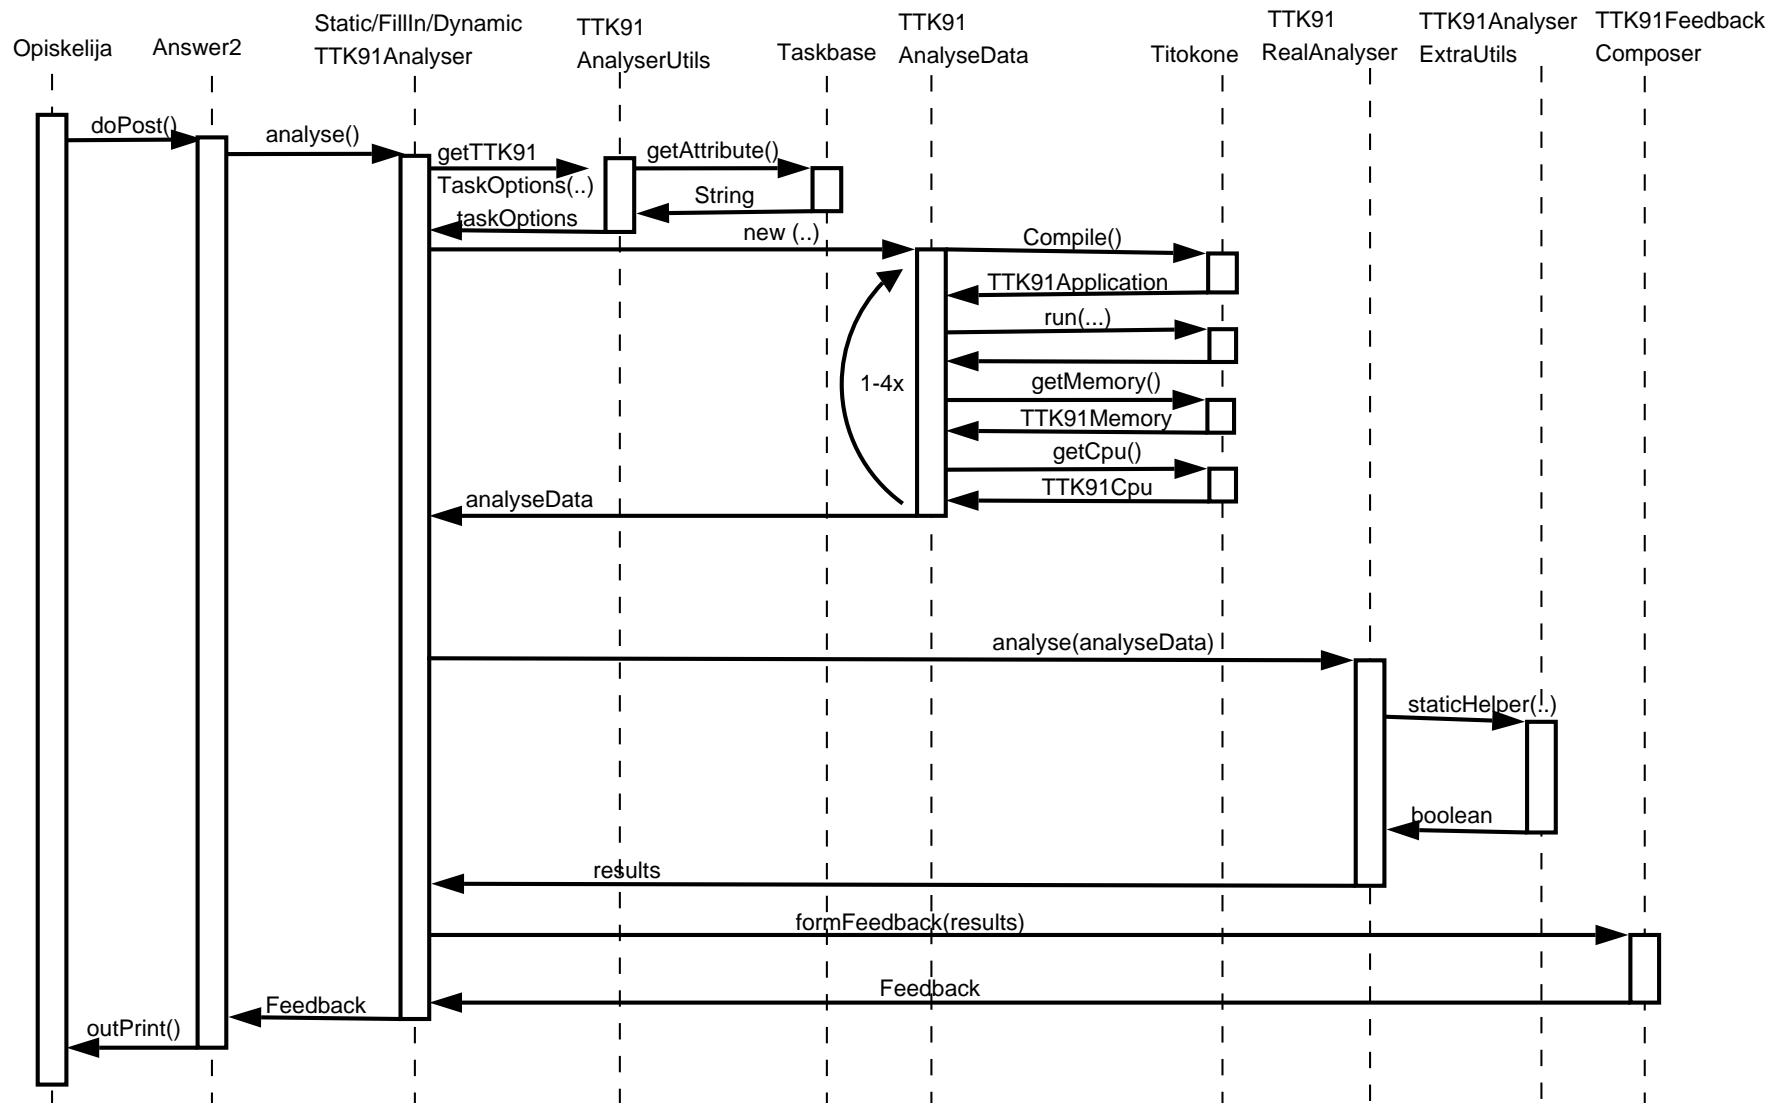 Opiskelija
Answer2
Static/FillIn/Dynamic
TTK91Analyser
TTK91
AnalyserUtils
Taskbase
TTK91
AnalyseData
Titokone
TTK91
RealAnalyser
TTK91Analyser
ExtraUtils
TTK91Feedback
Composer
doPost()
analyse()
getTTK91
TaskOptions(..)
getAttribute()
String
taskOptions
new (..)
Compile()
TTK91Application
run(...)
1-4x
getMemory()
TTK91Memory
getCpu()
TTK91Cpu
analyseData
analyse(analyseData)
staticHelper(..)
boolean
results
formFeedback(results)
Feedback
Feedback
outPrint()